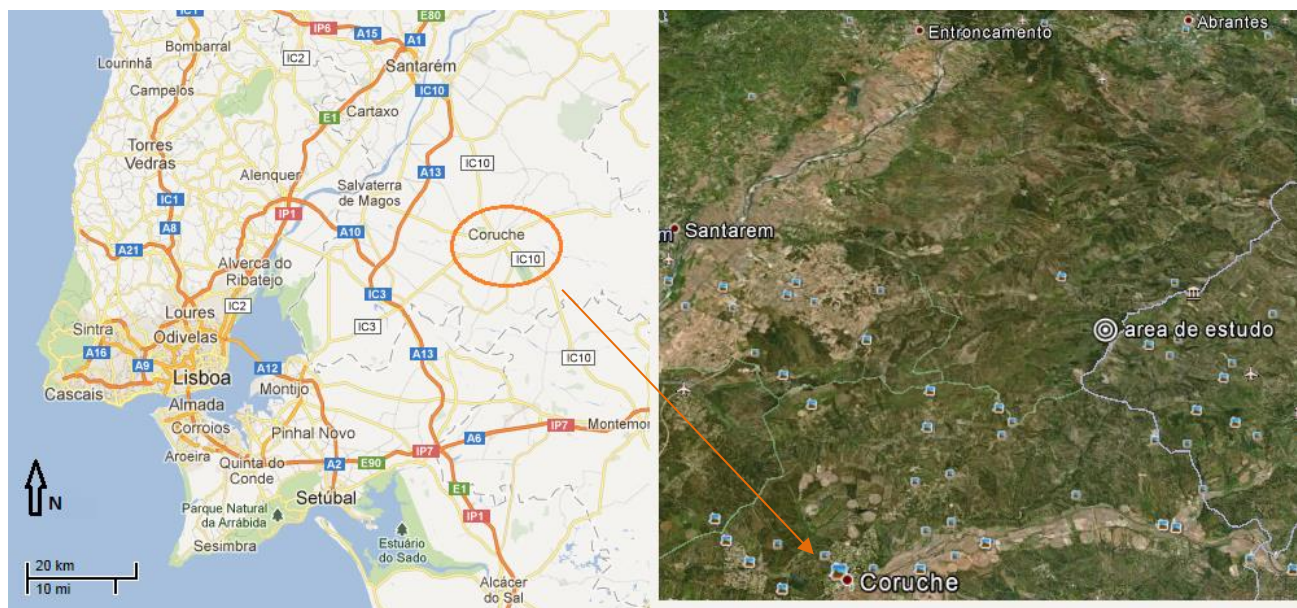 E80
IP6
A15
A1
Bombarral
IC2
Santarém
Lourinhã
Campelos
IC10
Cartaxo
E1
Torres
Vedras
A13
IC10
Alenquer
Salvaterra
de Magos
IC1
IP1
A8
A10
Coruche
A21
IC10
Alverca do
Ribatejo
IC2
IC3
Loures
IC3
Sintra
Odivelas
A16
A13
IC10
A9
A12
Lisboa
Montijo
Cascais
Almada
Corroios
Pinhal Novo
IP7
Montemor
A6
IP7
Aroeira
Quinta do
Conde
A2
E90
Setúbal
E1
Parque Natural
da Arrábida
IP1
Sesimbra
Estuário
do Sado
Alcácer
do Sal
N
20 km
10 mi
Entroncamento
Abrantes
m
Santarem
area de estudo
Coruche